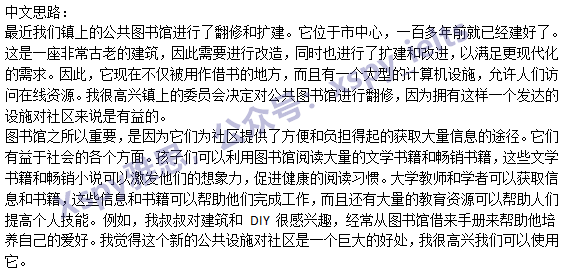 中文思路：
最近我们镇上的公共图书馆进行了翻修和扩建。它位于市中心，一百多年前就已经建好了。
这是一座非常古老的建筑，因此需要进行改造，同时也进行了扩建和改进，以满足更现代化
的需求。因此，它现在不仅被用作借书的地方，而且有一个大型的计算机设施，允许人们访
问在线资源。我很高兴镇上的委员会决定对公共图书馆进行翻修，因为拥有这样一个发达的
设施对社区来说是有益的。
图书馆之所以重要，是因为它们为社区提供了方便和负担得起的获取大量信息的途径。它们
有益于社会的各个方面。孩子们可以利用图书馆阅读大量的文学书籍和畅销书籍，这些文学
书籍和畅销小说可以激发他们的想象力，促进健康的阅读习惯。大学教师和学者可以获取信
息和书籍，这些信息和书籍可以帮助他们完成工作，而且还有大量的教育资源可以帮助人们
提高个人技能。例如，我叔叔对建筑和 DIY 很感兴趣，经常从图书馆借来手册来帮助他培
养自己的爱好。我觉得这个新的公共设施对社区是一个巨大的好处，我很高兴我们可以使用
它。